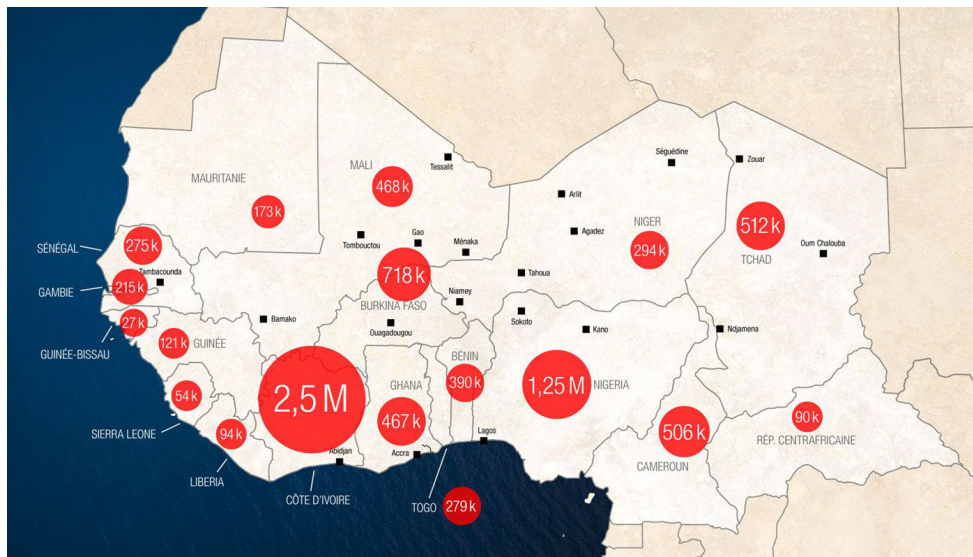 Séguédine
Zouar
Tessalit
MALI
MAURITANIE
468 k
Arlit
173 k
NIGER
512 k
Agadez
Gao
SÉNÉGAL
275 k
Tombouctou
Ménaka
294 k
Oum Chalouba
TCHAD
Tambacounda
718 k
Tahoua
GAMBIE
215 k
Niamey
BURKINA FASO
27 k
Bamako
Sokoto
Ouagadougou
Kano
Ndjamena
GUINÉE-BISSAU
121 k
GUINÉE
BÉNIN
390 k
GHANA
1,25 M
NIGERIA
54 k
2,5 M
467 k
90 k
SIERRA LEONE
94 k
Lagos
506 k
RÉP. CENTRAFRICAINE
Abidjan
Accra
CAMEROUN
LIBERIA
CÔTE D'IVOIRE
TOGO
279 k